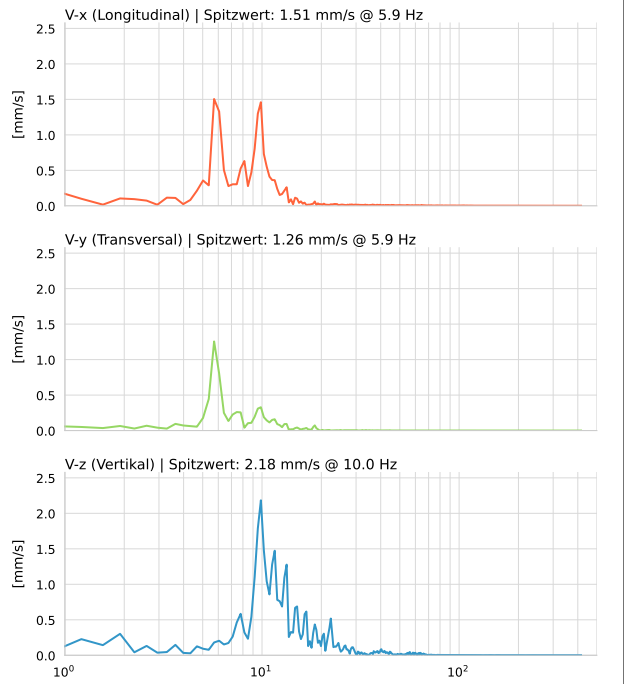 V-x (Longitudinal) | Spitzwert: 1.51 mm/s @ 5.9 Hz
2.5
2.0
1.5
1.0
0.5
0.0
[mm/s]
V-y (Transversal) | Spitzwert: 1.26 mm/s @ 5.9 Hz
2.5
2.0
1.5
1.0
0.5
0.0
[mm/s]
V-z (Vertikal) | Spitzwert: 2.18 mm/s @ 10.0 Hz
2.5
2.0
1.5
1.0
0.5
0.0
[mm/s]
10⁰ 10¹ 10²